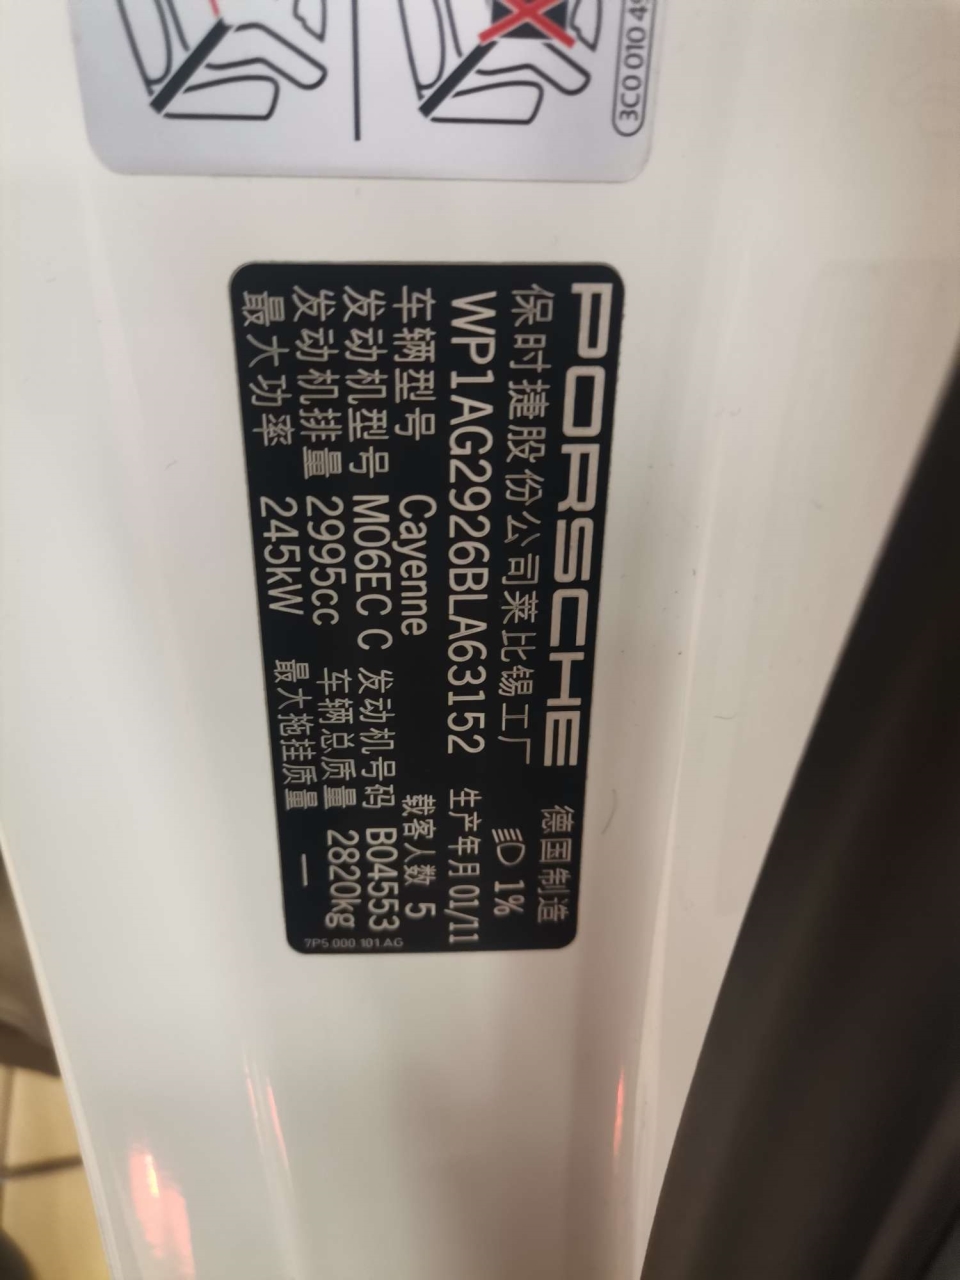 3C0 010 49
PORSCHE 德国制造
保时捷股份公司莱比锡工厂 1%
WP1AG2926BLA63152 生产年月 01/11
车辆型号 Cayenne 载客人数 5
发动机型号 M06EC C 发动机号码 B04553
发动机排量 2995cc 车辆总质量 2820kg
最大功率 245kW 最大拖挂质量 —
7P5.000.101.AG